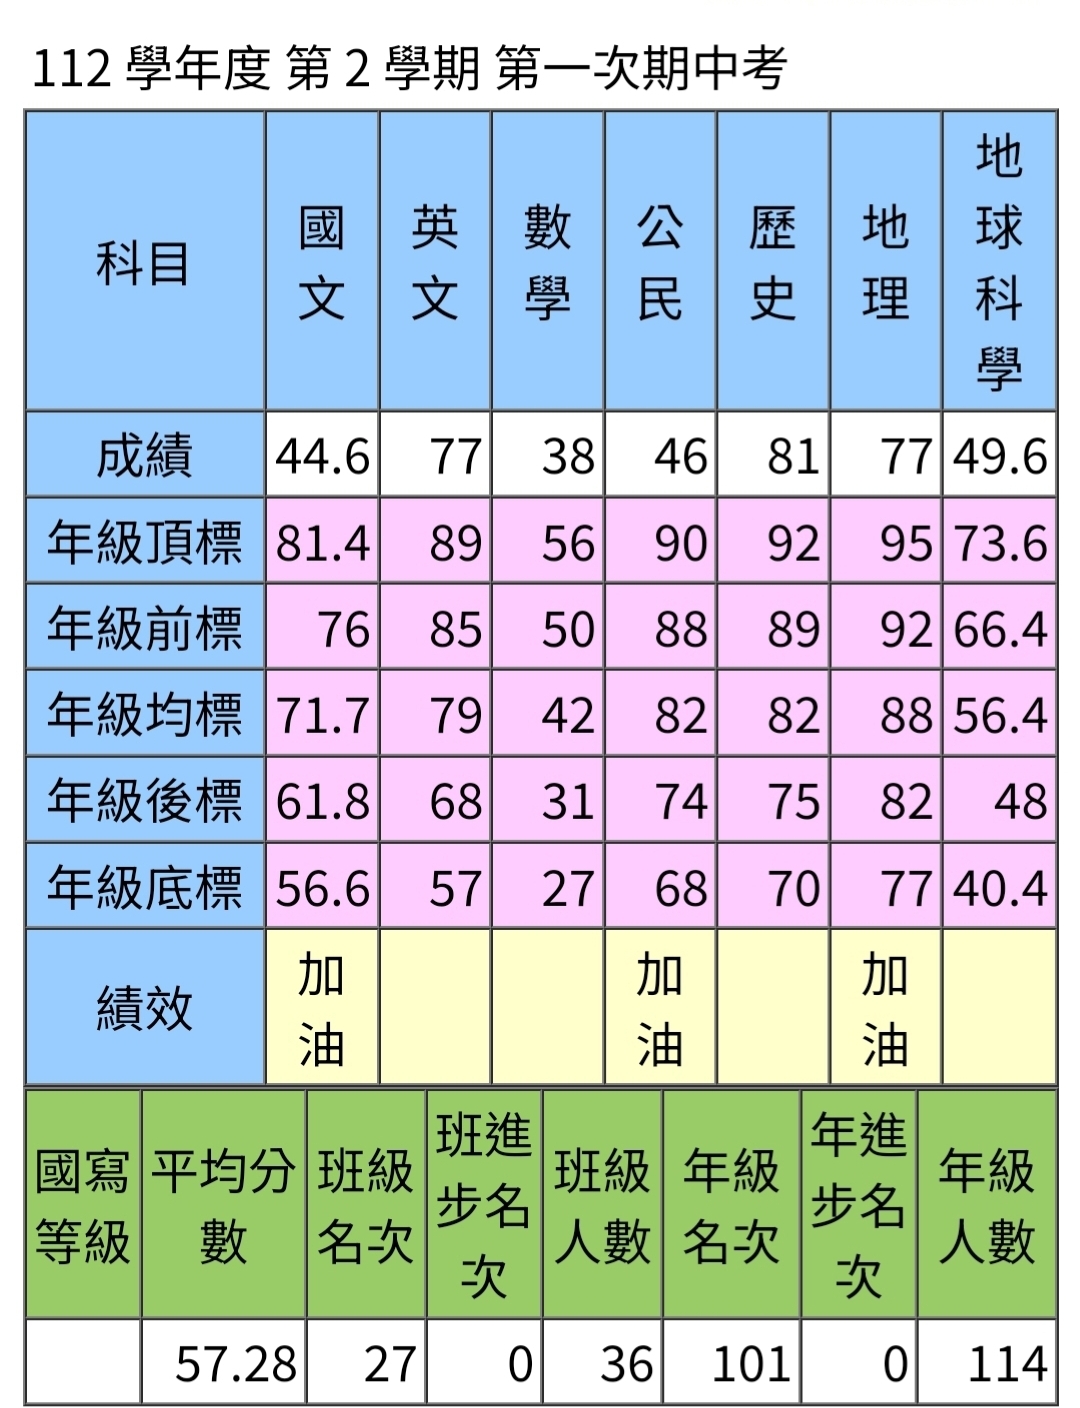 112 學年度 第 2 學期 第一次期中考
科目 國文 英文 數學 公民 歷史 地理 地球科學
成績 44.6 77 38 46 81 77 49.6
年級頂標 81.4 89 56 90 92 95 73.6
年級前標 76 85 50 88 89 92 66.4
年級均標 71.7 79 42 82 82 88 56.4
年級後標 61.8 68 31 74 75 82 48
年級底標 56.6 57 27 68 70 77 40.4
績效 加油 加油 加油
國寫等級 平均分數 班級名次 班進步名次 班級人數 年級名次 年進步名次 年級人數
57.28 27 0 36 101 0 114